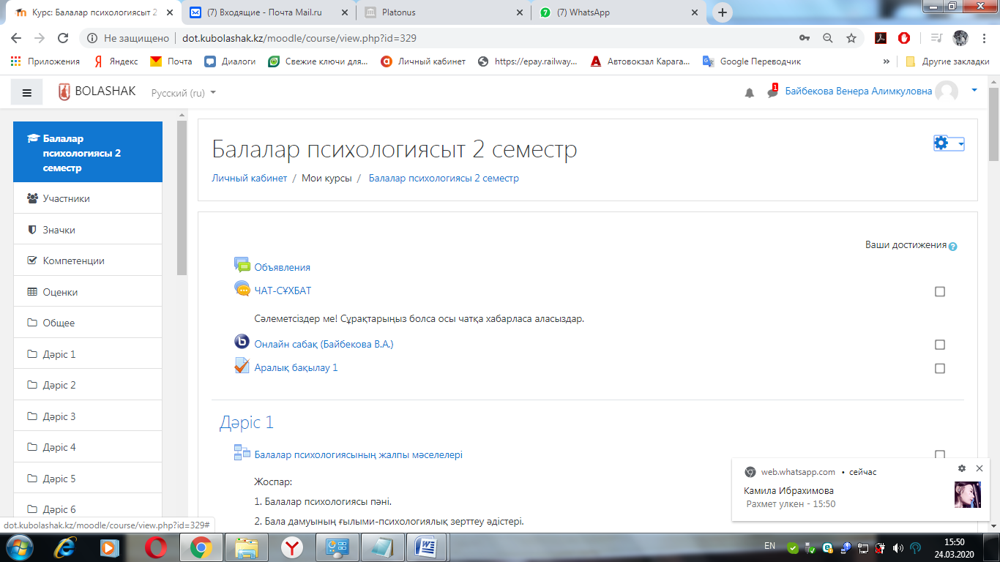 Курс: Балалар психологиясыт 2
(7) Входящие - Почта Mail.ru
Platonus
(7) WhatsApp
Не защищено
dot.kubolashak.kz/moodle/course/view.php?id=329
Приложения
Яндекс
Почта
Диалоги
Свежие ключи для...
Личный кабинет
https://epay.railway...
Автовокзал Карага...
Google Переводчик
»
Другие закладки
BOLASHAK
Русский (ru)
1
Байбекова Венера Алимкуловна
Балалар психологиясы 2 семестр
Участники
Значки
Компетенции
Оценки
Общее
Дәріс 1
Дәріс 2
Дәріс 3
Дәріс 4
Дәріс 5
Дәріс 6
Балалар психологиясыт 2 семестр
Личный кабинет / Мои курсы / Балалар психологиясы 2 семестр
Ваши достижения
Объявления
ЧАТ-СҰХБАТ
Сәлеметсіздер ме! Сұрақтарыңыз болса осы чатқа хабарласа аласыздар.
Онлайн сабақ (Байбекова В.А.)
Аралық бақылау 1
Дәріс 1
Балалар психологиясының жалпы мәселелері
Жоспар:
1. Балалар психологиясы пәні.
2. Бала дамуының ғылыми-психологиялық зерттеу әдістері.
web.whatsapp.com • сейчас
Камила Ибрахимова
Рахмет улкен - 15:50
dot.kubolashak.kz/moodle/course/view.php?id=329#
EN
15:50
24.03.2020